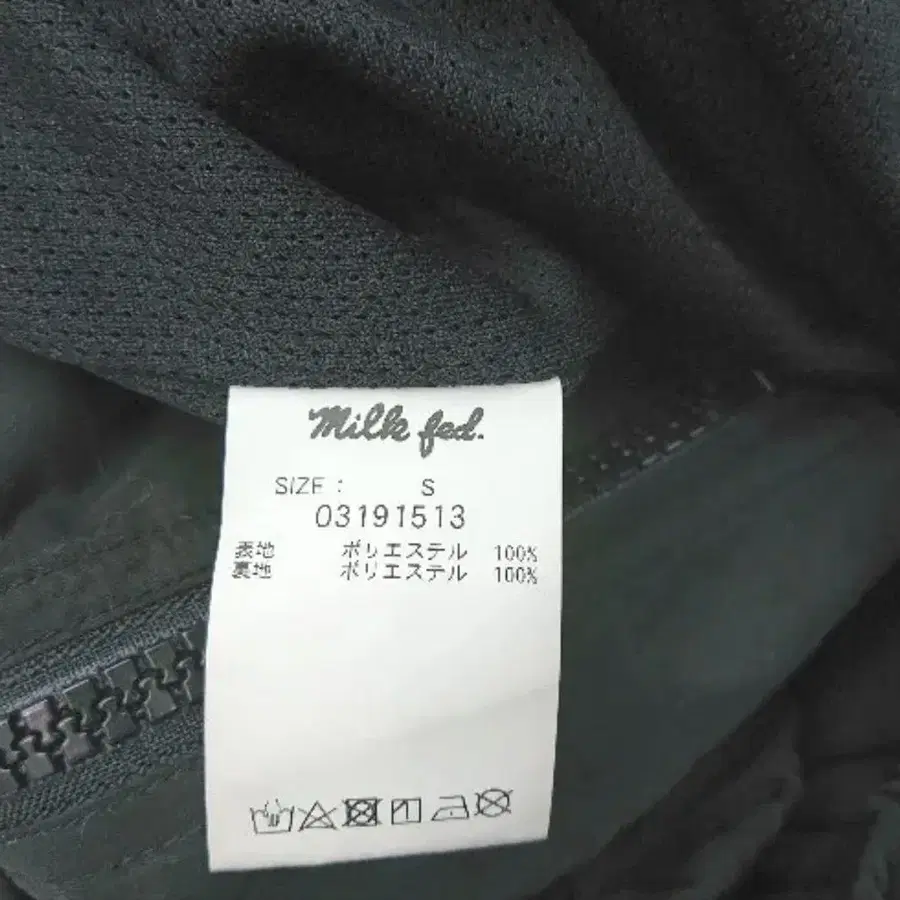 Milk fed.
SIZE : S
03191513
表地 ポリエステル 100%
裏地 ポリエステル 100%